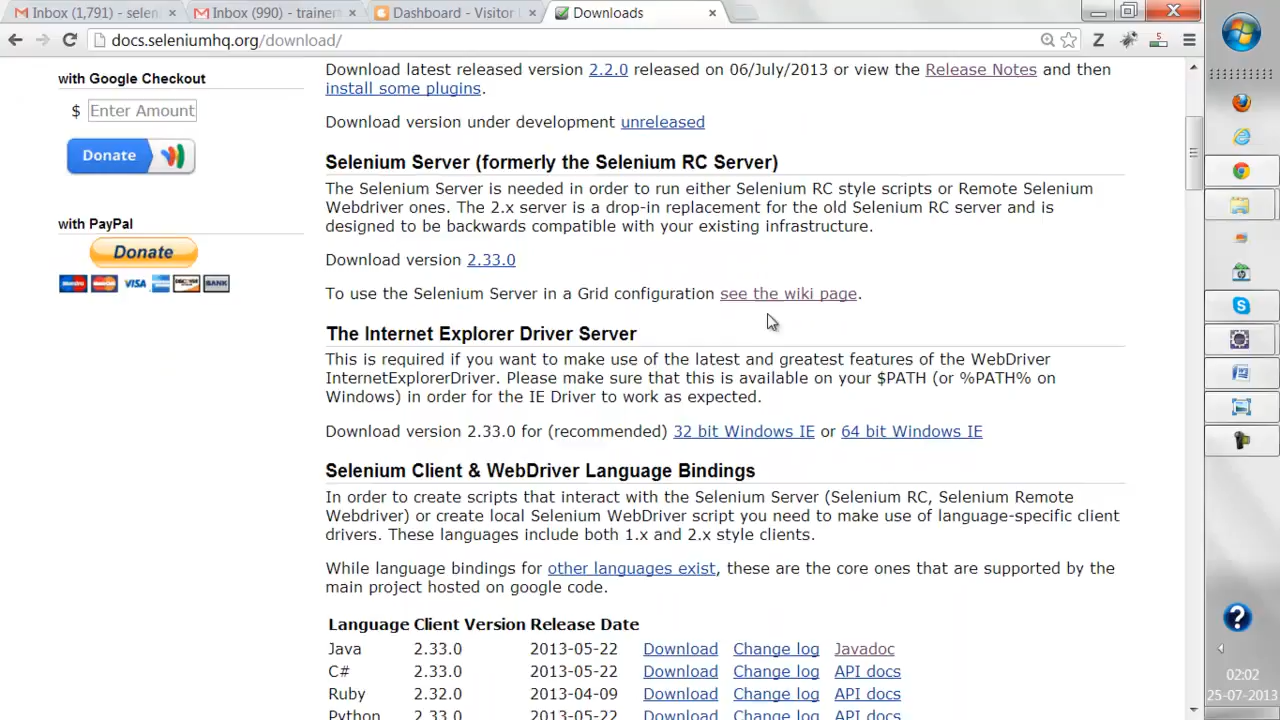 Inbox (1,791) - selen
Inbox (990) - trainer
Dashboard - Visitor L
Downloads
docs.seleniumhq.org/download/
Z
5
with Google Checkout
$ Enter Amount
Donate
with PayPal
Donate
VISA
BANK
Download latest released version 2.2.0 released on 06/July/2013 or view the Release Notes and then
install some plugins.
Download version under development unreleased
Selenium Server (formerly the Selenium RC Server)
The Selenium Server is needed in order to run either Selenium RC style scripts or Remote Selenium
Webdriver ones. The 2.x server is a drop-in replacement for the old Selenium RC server and is
designed to be backwards compatible with your existing infrastructure.
Download version 2.33.0
To use the Selenium Server in a Grid configuration see the wiki page.
The Internet Explorer Driver Server
This is required if you want to make use of the latest and greatest features of the WebDriver
InternetExplorerDriver. Please make sure that this is available on your $PATH (or %PATH% on
Windows) in order for the IE Driver to work as expected.
Download version 2.33.0 for (recommended) 32 bit Windows IE or 64 bit Windows IE
Selenium Client & WebDriver Language Bindings
In order to create scripts that interact with the Selenium Server (Selenium RC, Selenium Remote
Webdriver) or create local Selenium WebDriver script you need to make use of language-specific client
drivers. These languages include both 1.x and 2.x style clients.
While language bindings for other languages exist, these are the core ones that are supported by the
main project hosted on google code.
Language Client Version Release Date
Java 2.33.0 2013-05-22 Download Change log Javadoc
C# 2.33.0 2013-05-22 Download Change log API docs
Ruby 2.32.0 2013-04-09 Download Change log API docs
Python 2.33.0 2013-05-22 Download Change log API docs
02:02
25-07-2013